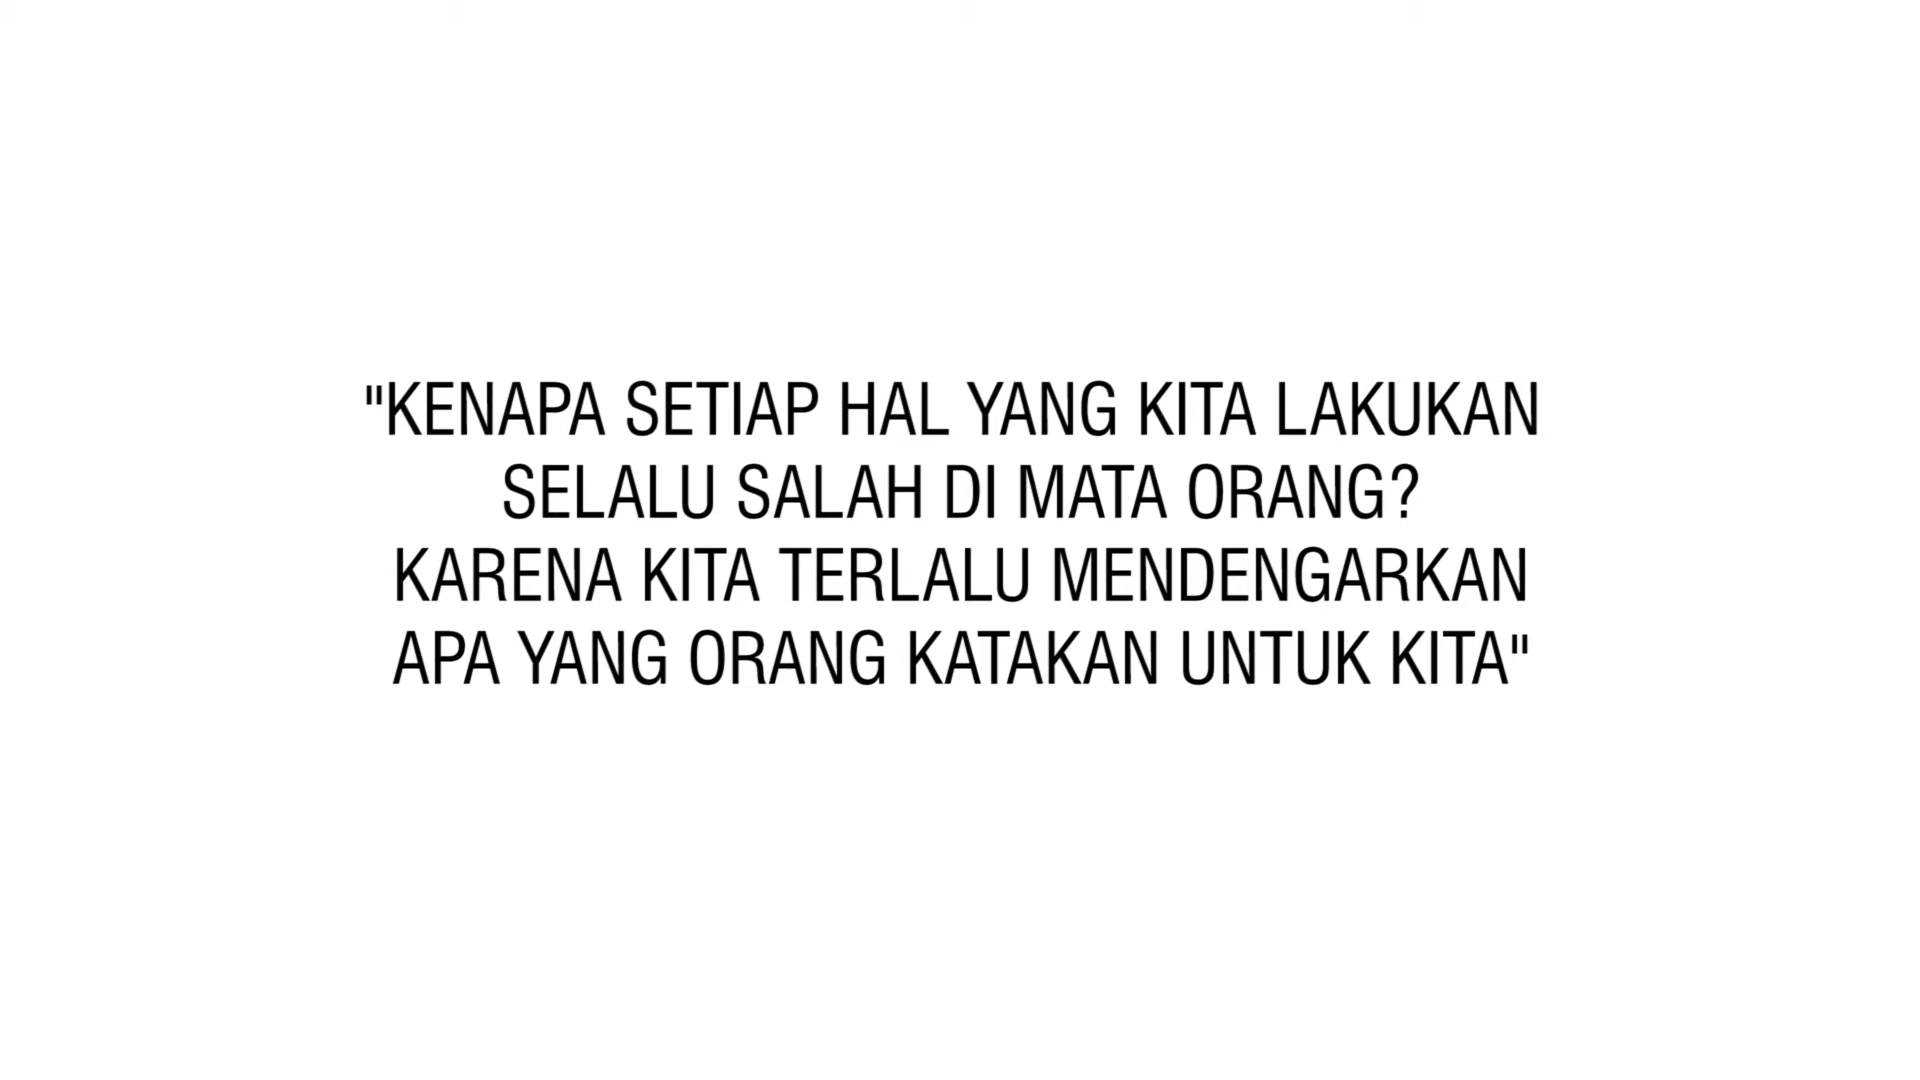 "KENAPA SETIAP HAL YANG KITA LAKUKAN
SELALU SALAH DI MATA ORANG?
KARENA KITA TERLALU MENDENGARKAN
APA YANG ORANG KATAKAN UNTUK KITA"